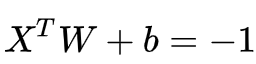 X^T W + b = −1